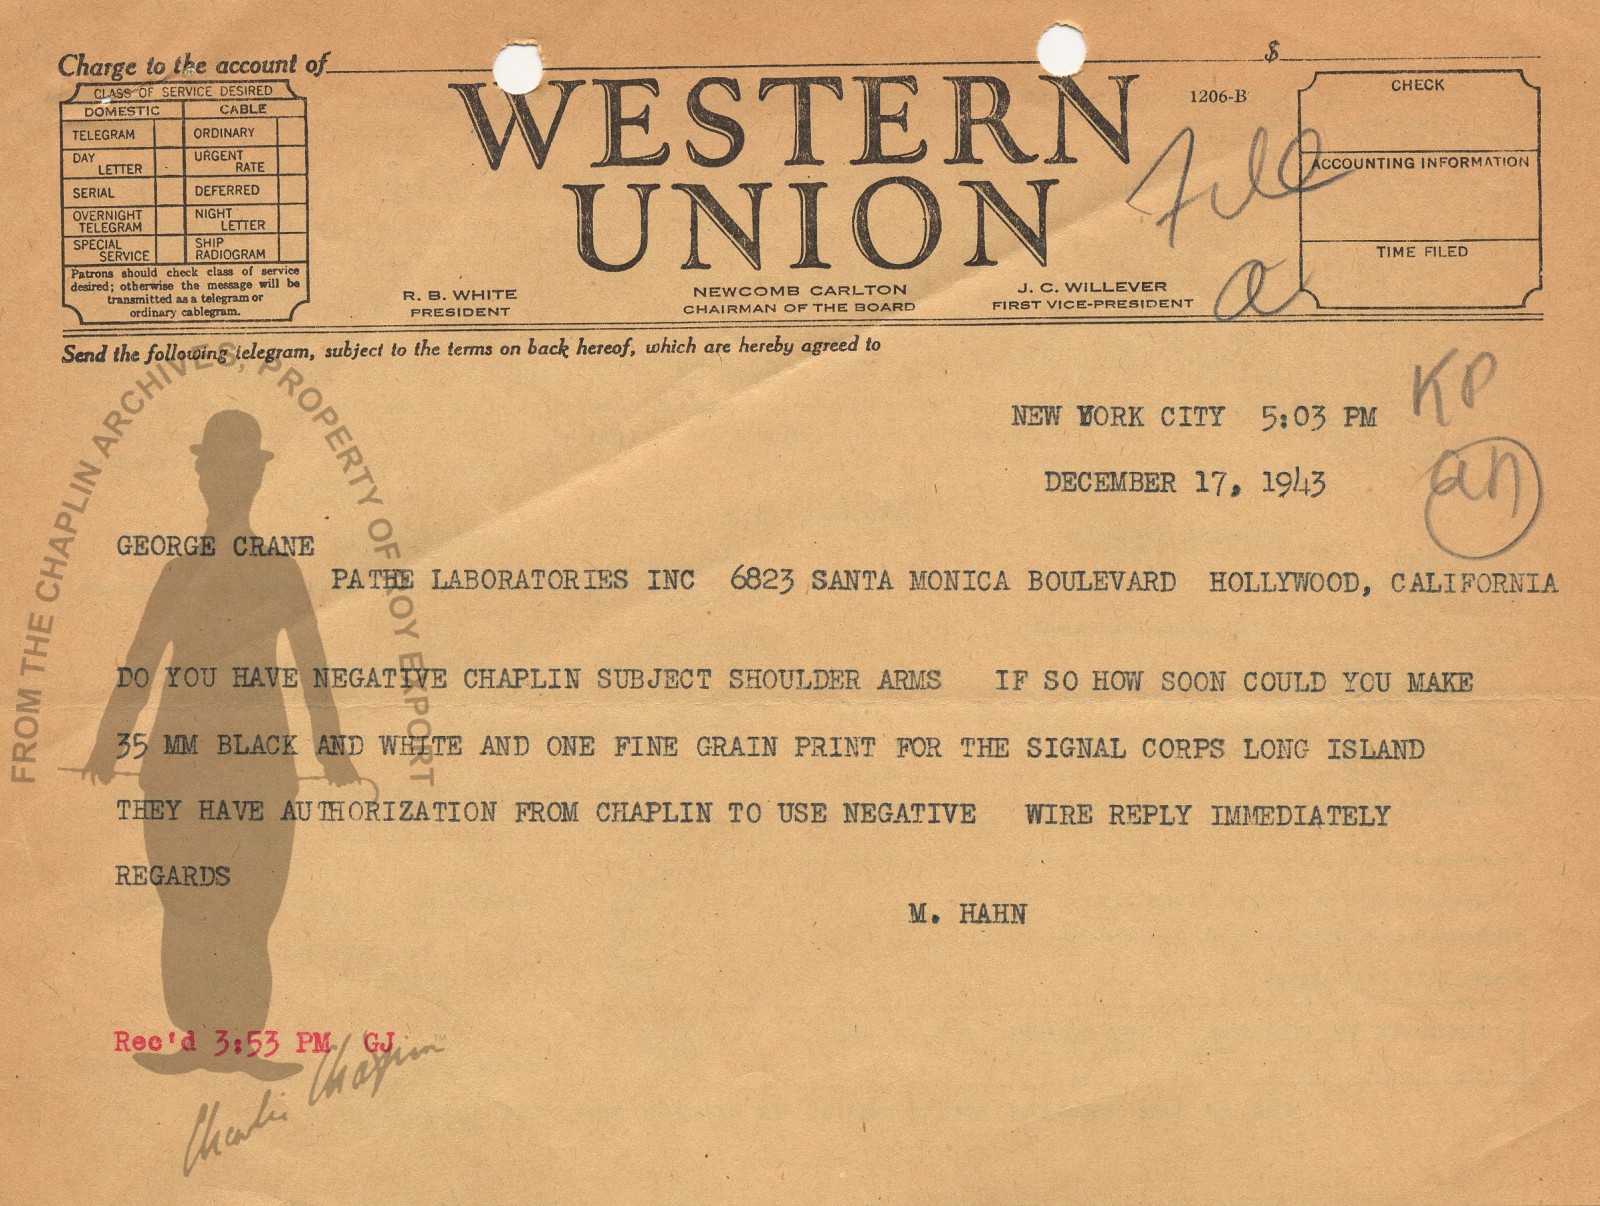 Charge to the account of
$
CLASS OF SERVICE DESIRED
DOMESTIC CABLE
TELEGRAM ORDINARY
DAY LETTER URGENT RATE
SERIAL DEFERRED
OVERNIGHT TELEGRAM NIGHT LETTER
SPECIAL SERVICE SHIP RADIOGRAM
Patrons should check class of service
desired; otherwise the message will be
transmitted as a telegram or
ordinary cablegram.
WESTERN
UNION
1206-B
R. B. WHITE
PRESIDENT
NEWCOMB CARLTON
CHAIRMAN OF THE BOARD
J. C. WILLEVER
FIRST VICE-PRESIDENT
CHECK
ACCOUNTING INFORMATION
TIME FILED
File
a
Send the following telegram, subject to the terms on back hereof, which are hereby agreed to
KP
an
NEW YORK CITY 5:03 PM
DECEMBER 17, 1943
GEORGE CRANE
PATHE LABORATORIES INC 6823 SANTA MONICA BOULEVARD HOLLYWOOD, CALIFORNIA
DO YOU HAVE NEGATIVE CHAPLIN SUBJECT SHOULDER ARMS IF SO HOW SOON COULD YOU MAKE
35 MM BLACK AND WHITE AND ONE FINE GRAIN PRINT FOR THE SIGNAL CORPS LONG ISLAND
THEY HAVE AUTHORIZATION FROM CHAPLIN TO USE NEGATIVE WIRE REPLY IMMEDIATELY
REGARDS
M. HAHN
Rec'd 3:53 PM GJ
FROM THE CHAPLIN ARCHIVES, PROPERTY OF ROY EXPORT
Charlie Chaplin™